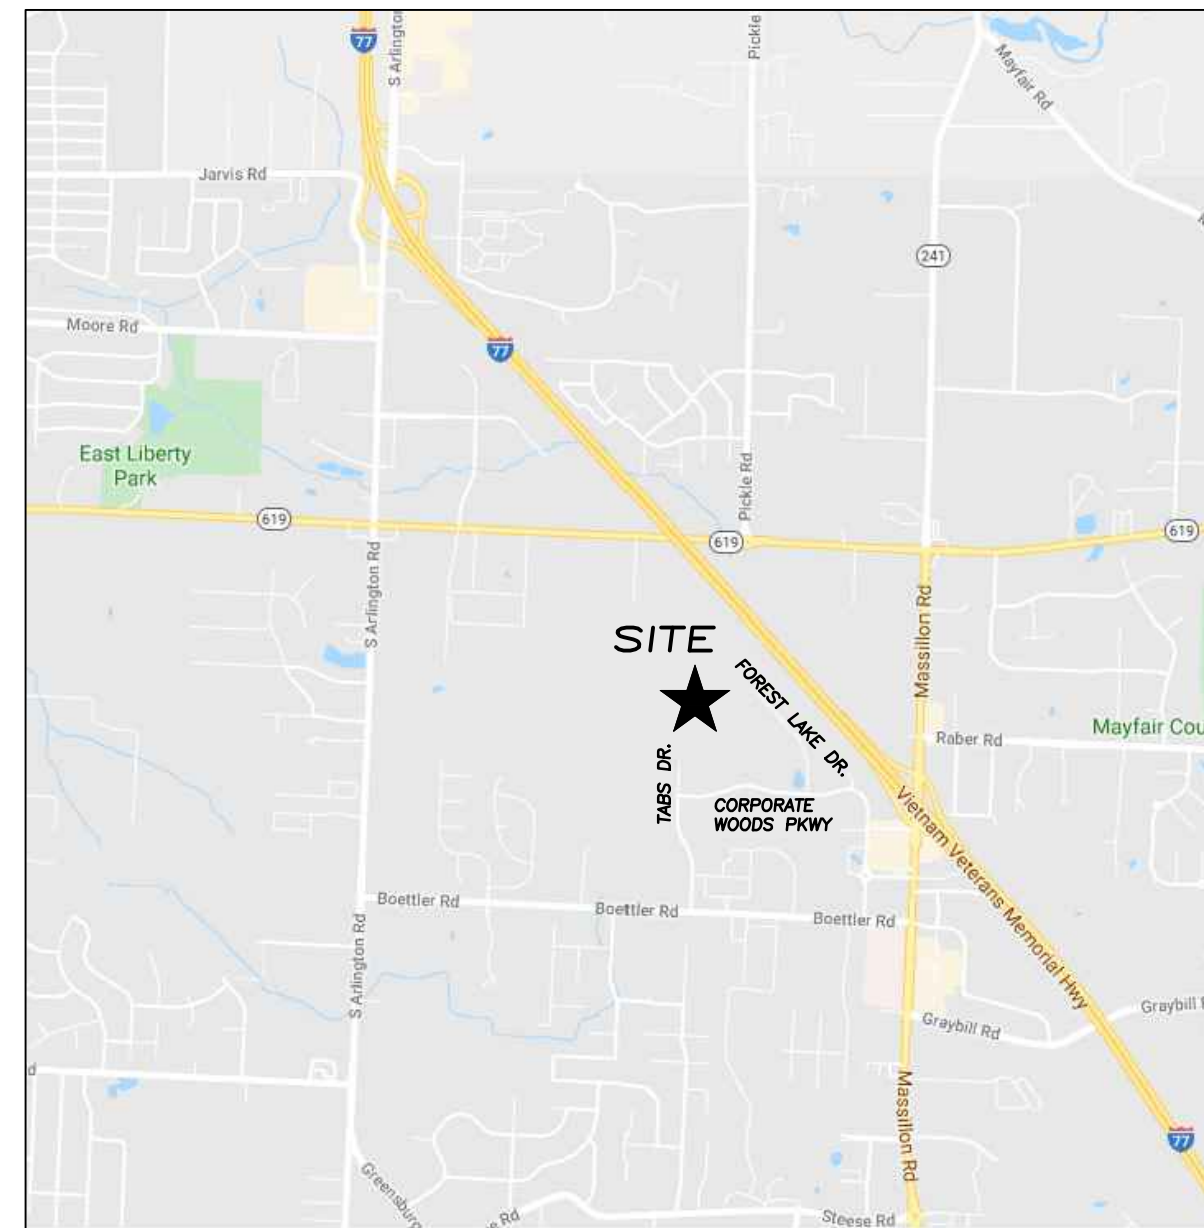 77
S Arlington
Pickle
Mayfair Rd
Jarvis Rd
241
Moore Rd
77
East Liberty
Park
Pickle Rd
619
619
619
S Arlington Rd
Massillon Rd
SITE
FOREST LAKE DR.
Raber Rd
Mayfair Cou
TABS DR.
CORPORATE
WOODS PKWY
Vietnam Veterans Memorial Hwy
Boettler Rd
Boettler Rd
Boettler Rd
S Arlington Rd
Graybill
Graybill Rd
d
Massillon Rd
77
Greensburg
Rd
Steese Rd